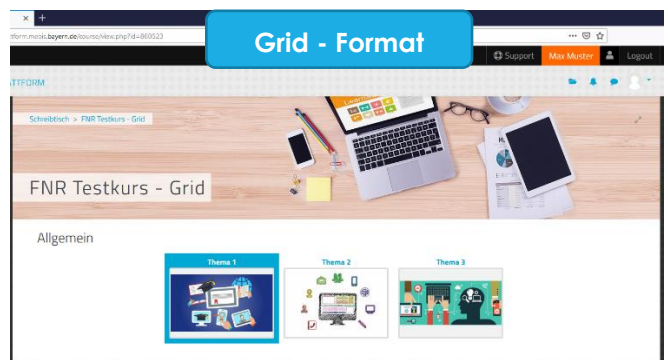 Grid - Format
tform.mebis.bayern.de/course/view.php?id=860523
Support Max Muster Logout
TTFORM
Schreibtisch > FNR Testkurs - Grid
FNR Testkurs - Grid
Allgemein
Thema 1 Thema 2 Thema 3